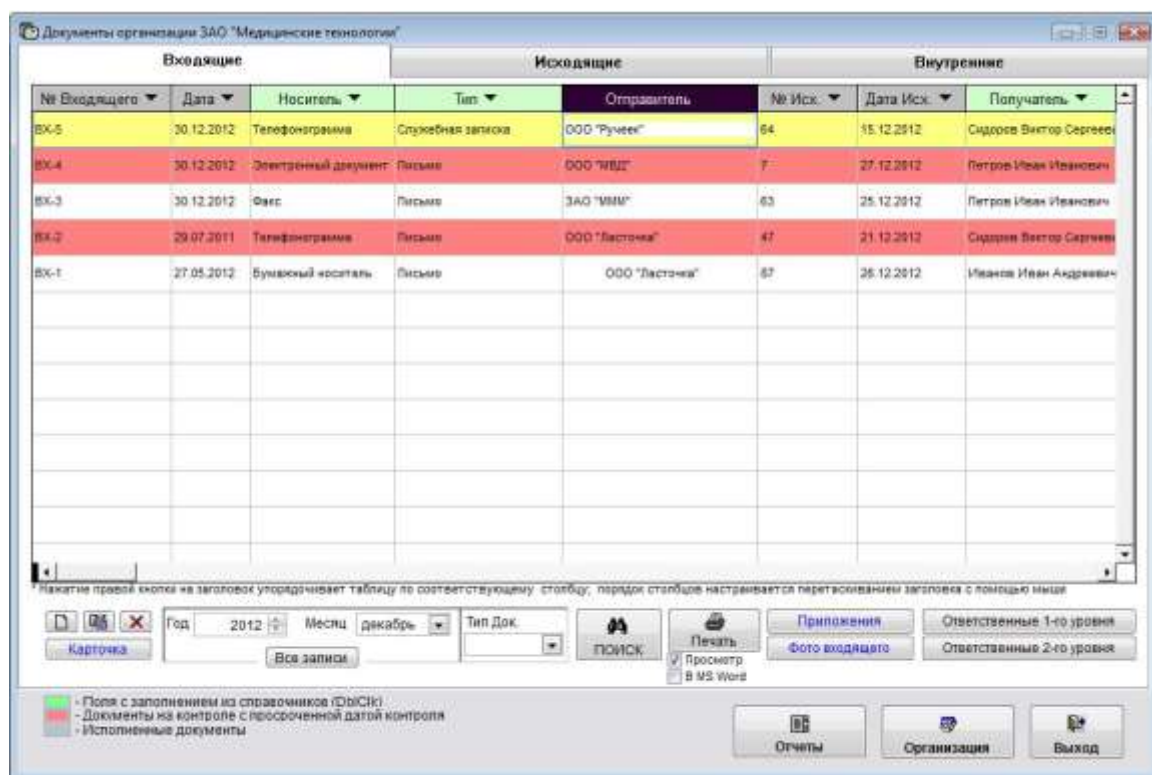 Документы организации ЗАО "Медицинские технологии"
Входящие Исходящие Внутренние
№ Входящего Дата Носитель Тип Отправитель № Исх. Дата Исх. Получатель
ВХ-5 30.12.2012 Телефонограмма Служебная записка ООО "Ручеек" 64 15.12.2012 Сидоров Виктор Сергееви
ВХ-4 30.12.2012 Электронный документ Письмо ООО "МВД" 7 27.12.2012 Петров Иван Иванович
ВХ-3 30.12.2012 Факс Письмо ЗАО "МММ" 63 25.12.2012 Петров Иван Иванович
ВХ-2 29.07.2011 Телефонограмма Письмо ООО "Ласточка" 47 21.12.2012 Сидоров Виктор Сергееви
ВХ-1 27.05.2012 Бумажный носитель Письмо ООО "Ласточка" 67 26.12.2012 Иванов Иван Андреевич
* Нажатие правой кнопки на заголовок упорядочивает таблицу по соответствующему столбцу; порядок столбцов настраивается перетаскиванием заголовка с помощью мыши
Год 2012 Месяц декабрь Тип Док.
Карточка Все записи ПОИСК Печать
Просмотр
В MS Word
Приложения Ответственные 1-го уровня
Фото входящего Ответственные 2-го уровня
- Поля с заполнением из справочников (DblClk)
- Документы на контроле с просроченной датой контроля
- Исполненные документы
Отчеты Организация Выход